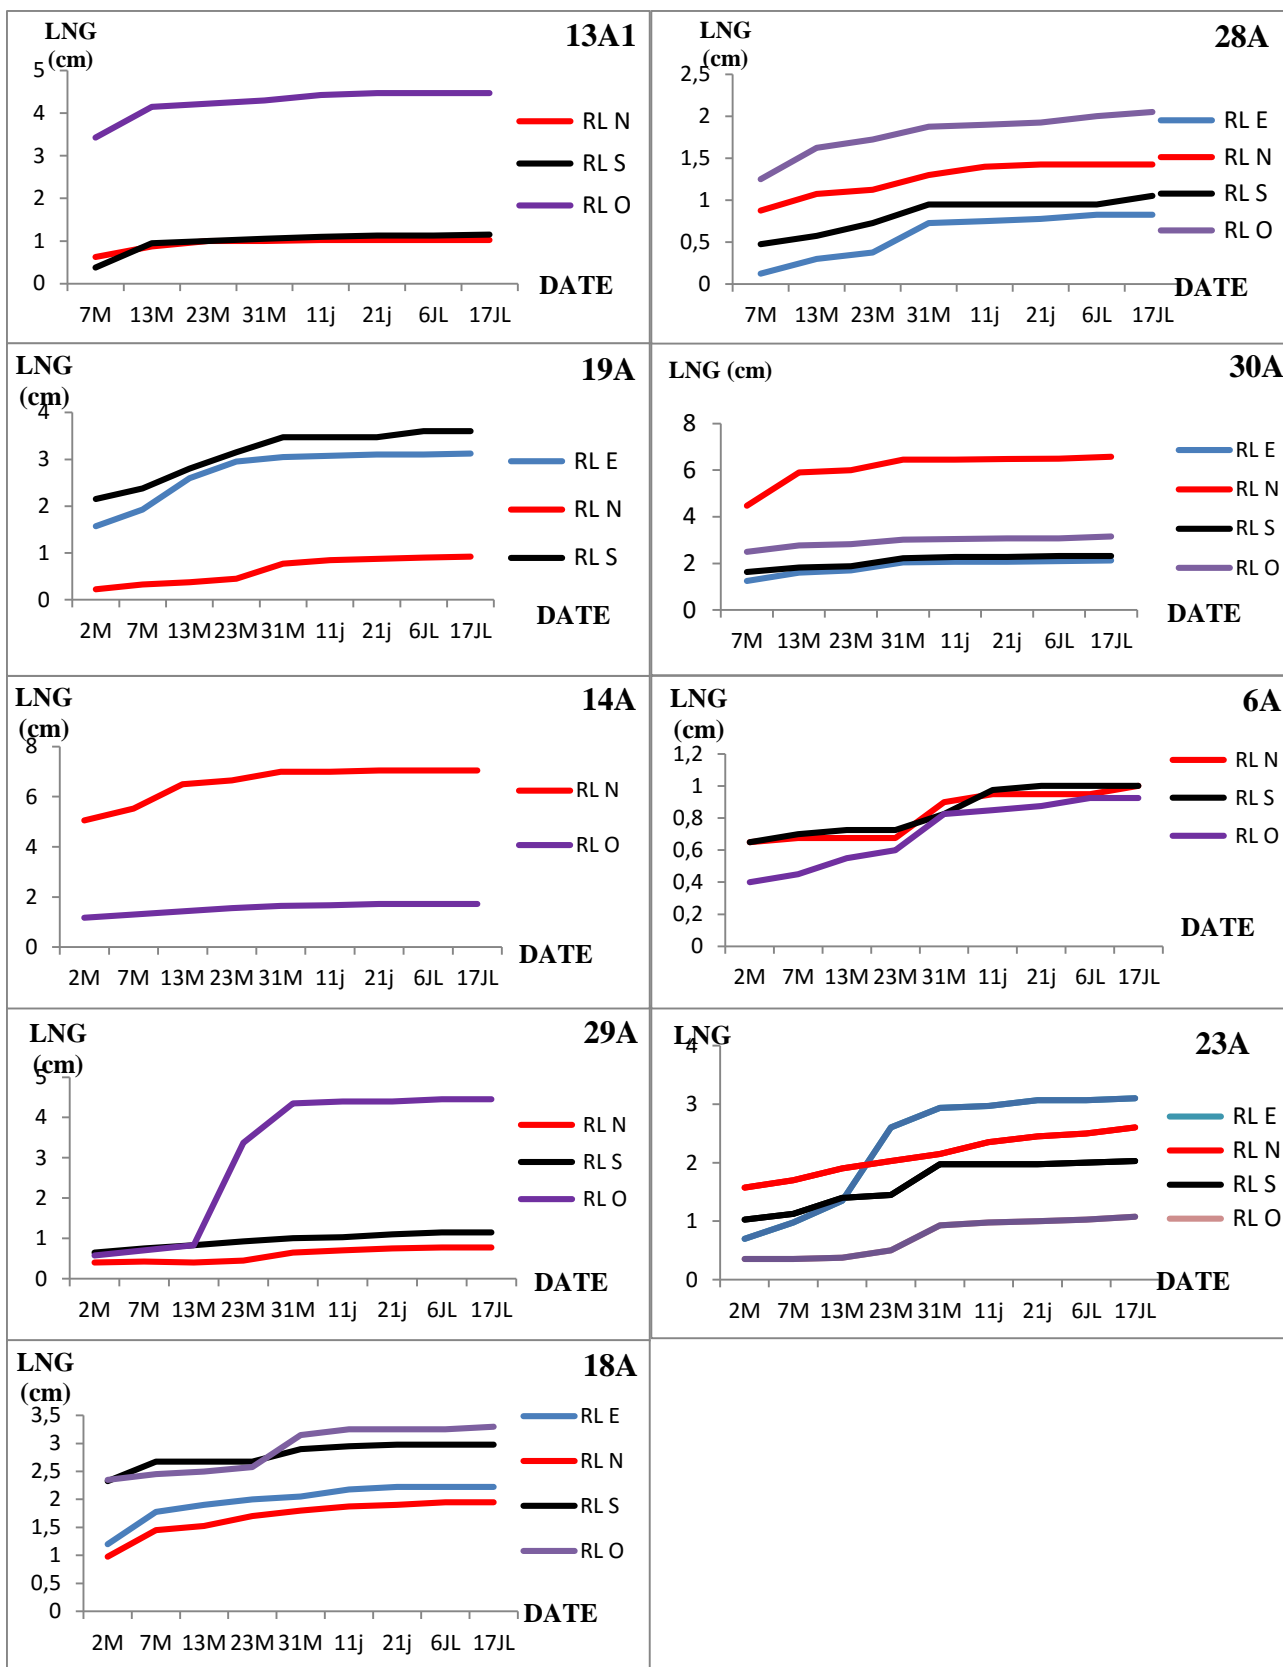 LNG
(cm)
13A1
5
4
3
2
1
0
7M 13M 23M 31M 11j 21j 6JL 17JL
DATE
RL N
RL S
RL O
LNG
(cm)
28A
2,5
2
1,5
1
0,5
0
7M 13M 23M 31M 11j 21j 6JL 17JL
DATE
RL E
RL N
RL S
RL O
LNG
(cm)
19A
4
3
2
1
0
2M 7M 13M 23M 31M 11j 21j 6JL 17JL
DATE
RL E
RL N
RL S
LNG (cm)
30A
8
6
4
2
0
7M 13M 23M 31M 11j 21j 6JL 17JL
DATE
RL E
RL N
RL S
RL O
LNG
(cm)
14A
8
6
4
2
0
2M 7M 13M 23M 31M 11j 21j 6JL 17JL
DATE
RL N
RL O
LNG
(cm)
6A
1,2
1
0,8
0,6
0,4
0,2
0
2M 7M 13M 23M 31M 11j 21j 6JL 17JL
DATE
RL N
RL S
RL O
LNG
(cm)
29A
5
4
3
2
1
0
2M 7M 13M 23M 31M 11j 21j 6JL 17JL
DATE
RL N
RL S
RL O
LNG
23A
4
3
2
1
0
2M 7M 13M 23M 31M 11j 21j 6JL 17JL
DATE
RL E
RL N
RL S
RL O
LNG
(cm)
18A
3,5
3
2,5
2
1,5
1
0,5
0
2M 7M 13M 23M 31M 11j 21j 6JL 17JL
DATE
RL E
RL N
RL S
RL O